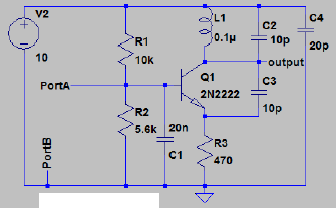 V2
10
R1
10k
L1
0.1µ
C2
10p
C4
20p
output
PortA
Q1
2N2222
C3
10p
R2
5.6k
20n
C1
R3
470
PortB